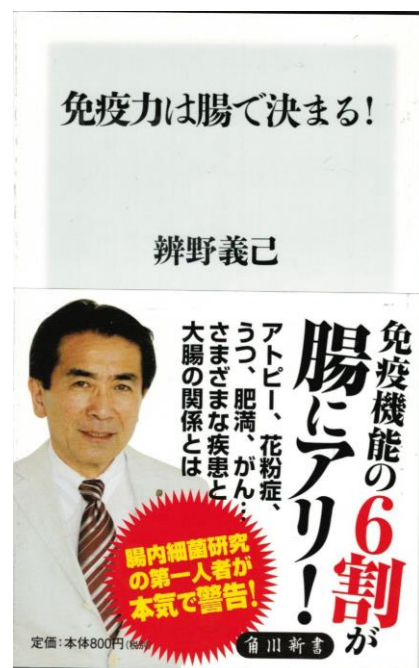 免疫力は腸で決まる!
辨野義己
免疫機能の6割が
腸にアリ!
アトピー、花粉症、
うつ、肥満、がん…
さまざまな疾患と
大腸の関係とは
腸内細菌研究
の第一人者が
本気で警告!
定価:本体800円(税別)
角川新書